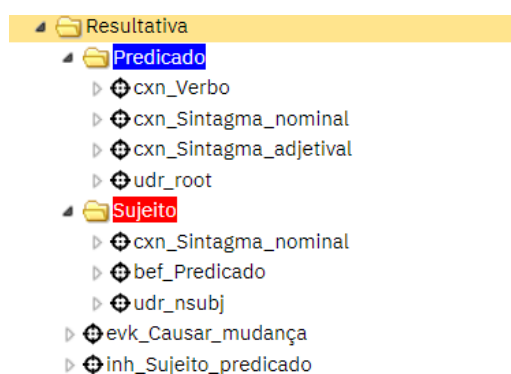 Resultativa
Predicado
cxn_Verbo
cxn_Sintagma_nominal
cxn_Sintagma_adjetival
udr_root
Sujeito
cxn_Sintagma_nominal
bef_Predicado
udr_nsubj
evk_Causar_mudança
inh_Sujeito_predicado